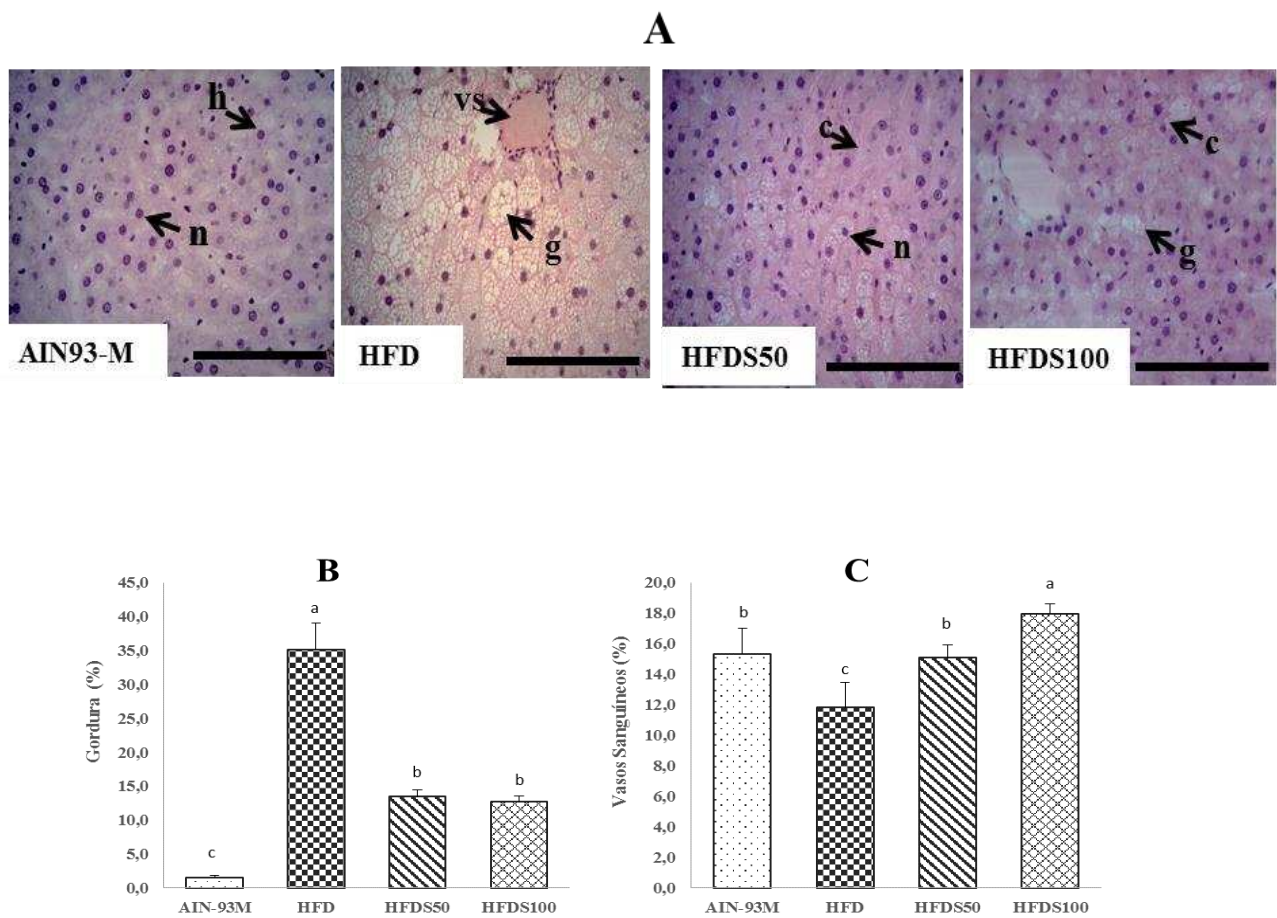 A
h
n
AIN93-M
vs
g
HFD
c
n
HFDS50
c
g
HFDS100
B
Gordura (%)
45,0
40,0
35,0
30,0
25,0
20,0
15,0
10,0
5,0
0,0
c
a
b
b
AIN-93M HFD HFDS50 HFDS100
C
Vasos Sanguíneos (%)
20,0
18,0
16,0
14,0
12,0
10,0
8,0
6,0
4,0
2,0
0,0
b
c
b
a
AIN-93M HFD HFDS50 HFDS100